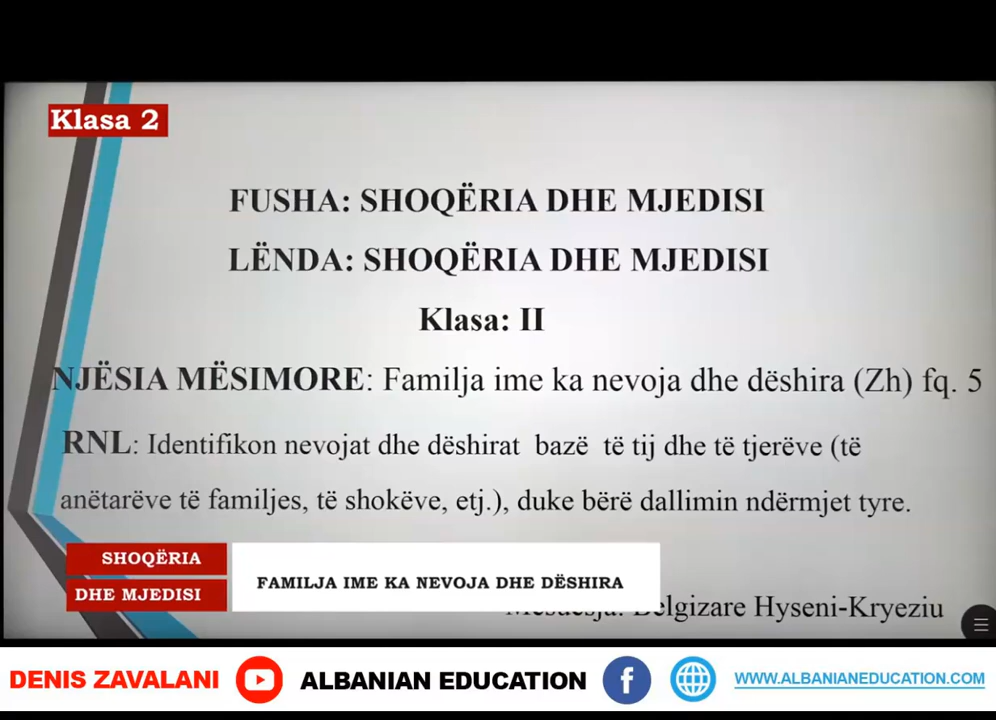 Klasa 2
FUSHA: SHOQËRIA DHE MJEDISI
LËNDA: SHOQËRIA DHE MJEDISI
Klasa: II
NJËSIA MËSIMORE: Familja ime ka nevoja dhe dëshira (Zh) fq. 5
RNL: Identifikon nevojat dhe dëshirat bazë të tij dhe të tjerëve (të
anëtarëve të familjes, të shokëve, etj.), duke bërë dallimin ndërmjet tyre.
SHOQËRIA
DHE MJEDISI
FAMILJA IME KA NEVOJA DHE DËSHIRA
Hyseni-Kryeziu
DENIS ZAVALANI
ALBANIAN EDUCATION
WWW.ALBANIANEDUCATION.COM